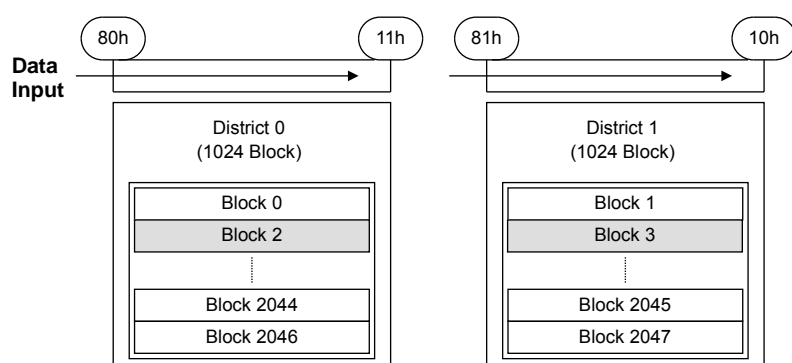 80h 11h 81h 10h
Data
Input
District 0
(1024 Block)
Block 0
Block 2
Block 2044
Block 2046
District 1
(1024 Block)
Block 1
Block 3
Block 2045
Block 2047